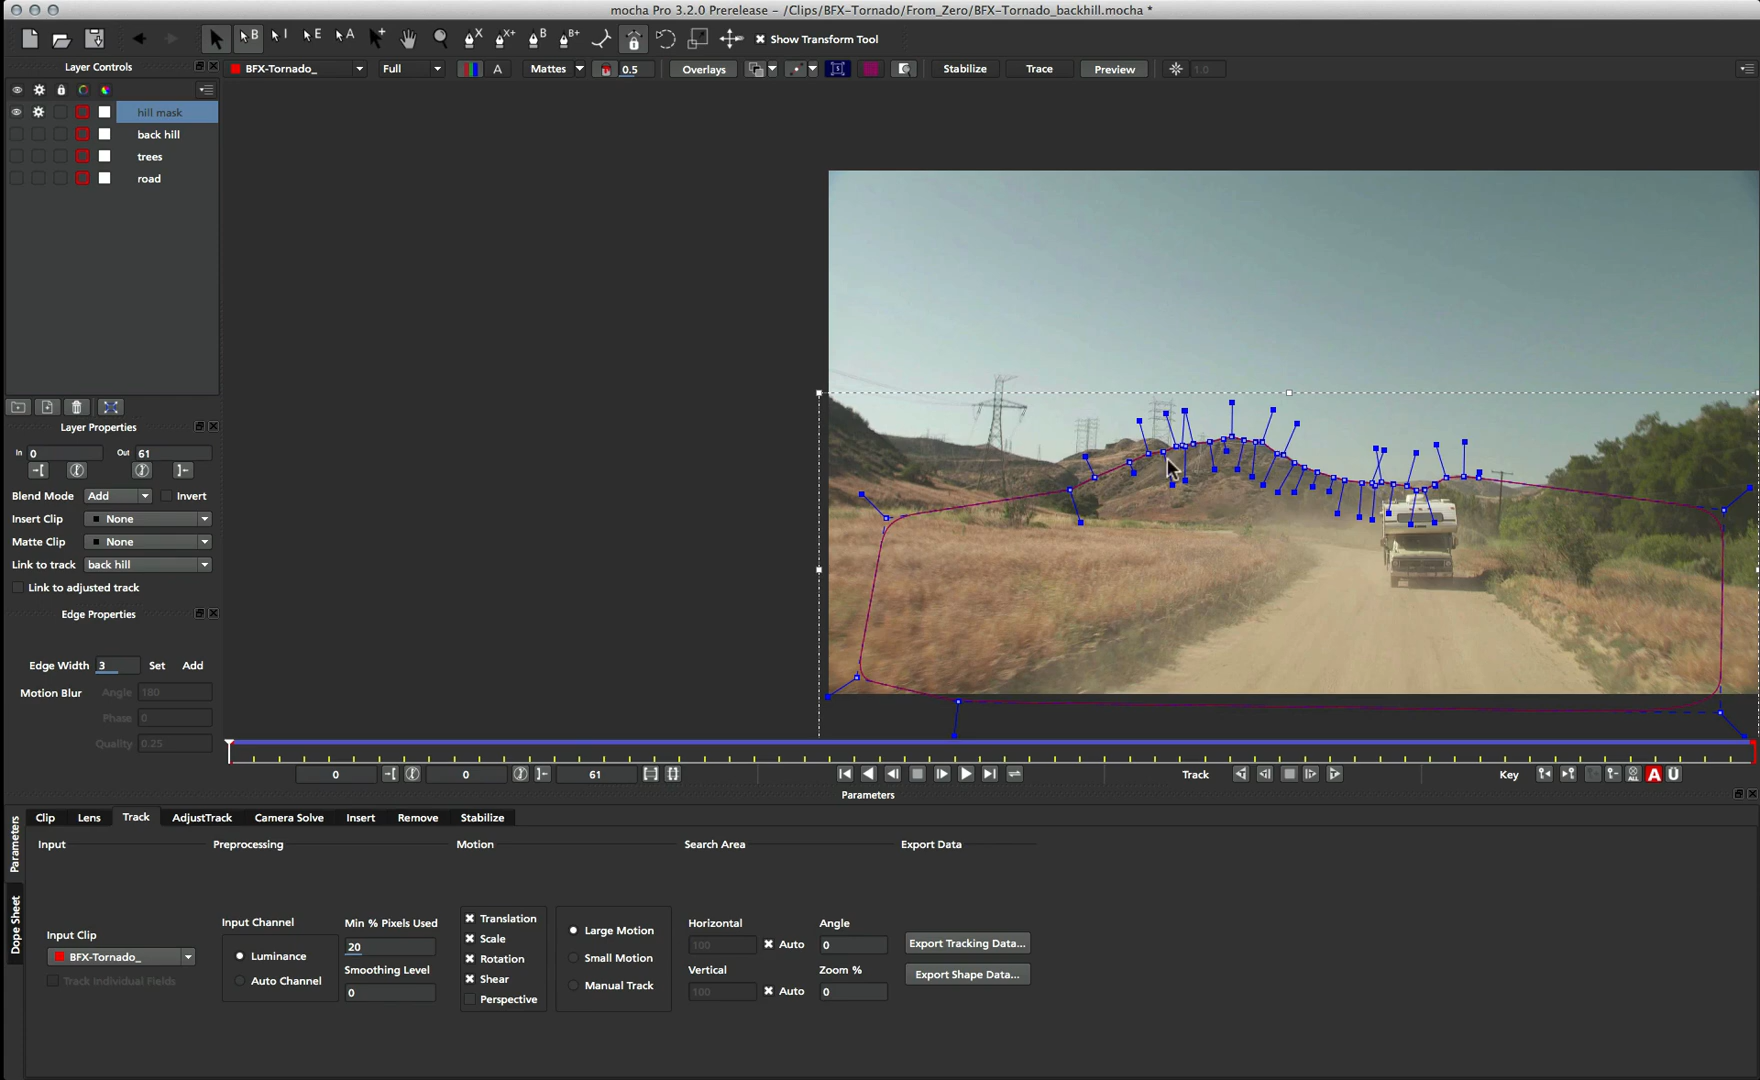 mocha Pro 3.2.0 Prerelease - /Clips/BFX-Tornado/From_Zero/BFX-Tornado_backhill.mocha *
Show Transform Tool
Layer Controls
BFX-Tornado_ Full A Mattes 0.5 Overlays Stabilize Trace Preview 1.0
hill mask
back hill
trees
road
Layer Properties
In 0 Out 61
Blend Mode Add Invert
Insert Clip None
Matte Clip None
Link to track back hill
Link to adjusted track
Edge Properties
Edge Width 3 Set Add
Motion Blur Angle 180
Phase 0
Quality 0.25
0 0 61 Track Key ALL A Ü
Parameters
Parameters
Dope Sheet
Clip Lens Track AdjustTrack Camera Solve Insert Remove Stabilize
Input Preprocessing Motion Search Area Export Data
Input Clip
BFX-Tornado_
Track Individual Fields
Input Channel
Luminance
Auto Channel
Min % Pixels Used
20
Smoothing Level
0
Translation
Scale
Rotation
Shear
Perspective
Large Motion
Small Motion
Manual Track
Horizontal
100 Auto
Vertical
100 Auto
Angle
0
Zoom %
0
Export Tracking Data...
Export Shape Data...